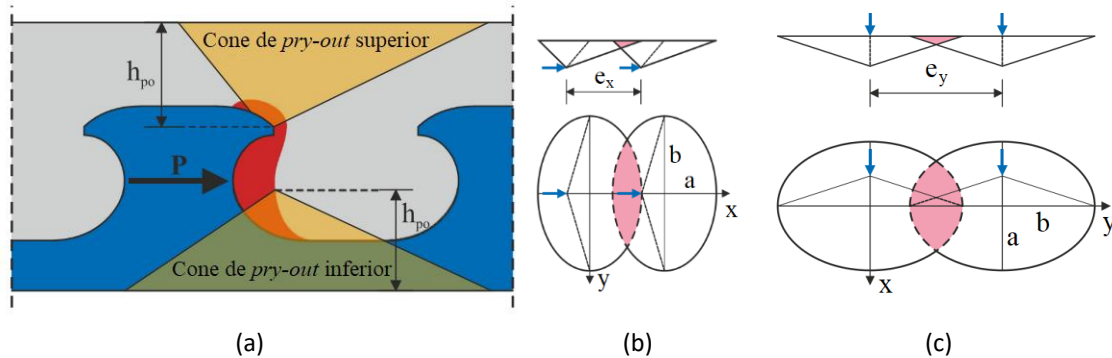 Cone de pry-out superior
h_po
P
h_po
Cone de pry-out inferior
(a)
e_x
b
a
x
y
(b)
e_y
b
a
y
x
(c)